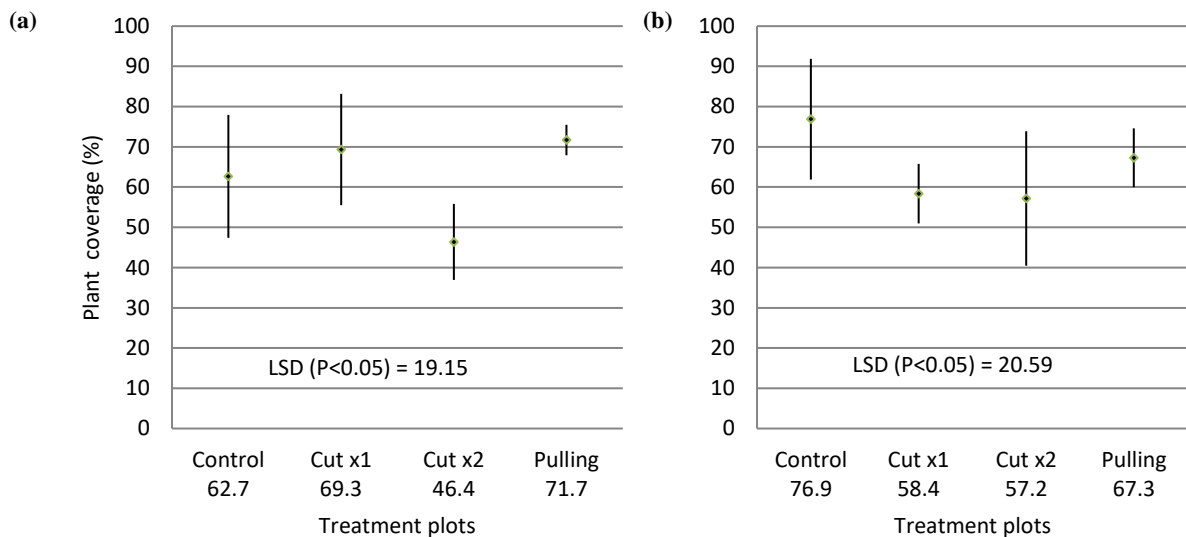 (a)
100
90
80
70
60
50
40
30
20
10
0
Plant coverage (%)
LSD (P<0.05) = 19.15
Control Cut x1 Cut x2 Pulling
62.7 69.3 46.4 71.7
Treatment plots
(b)
100
90
80
70
60
50
40
30
20
10
0
LSD (P<0.05) = 20.59
Control Cut x1 Cut x2 Pulling
76.9 58.4 57.2 67.3
Treatment plots